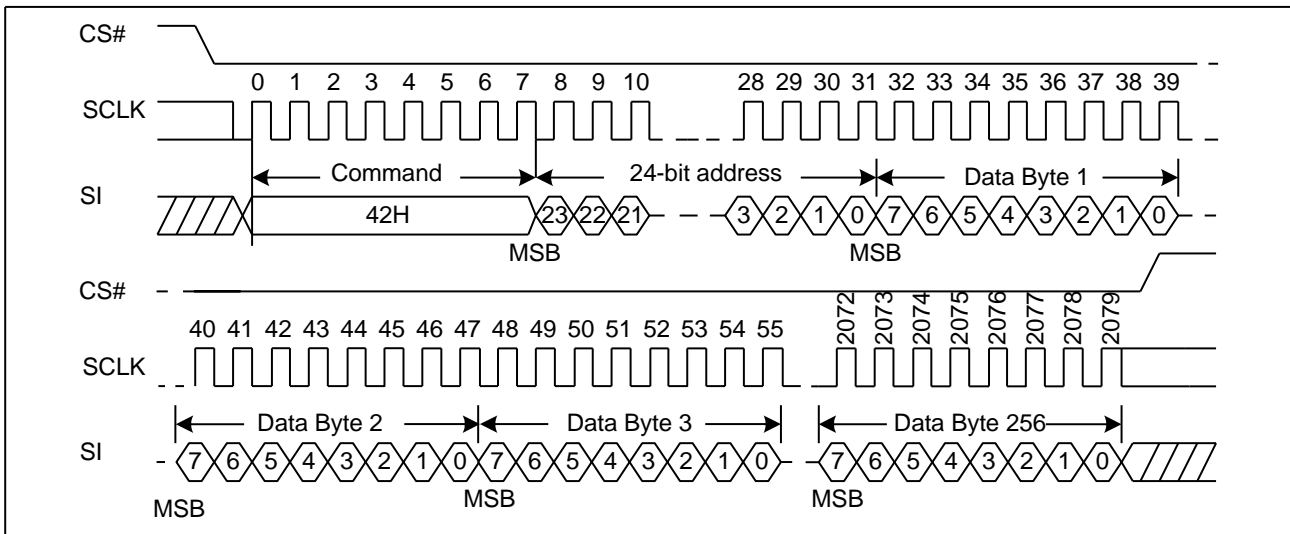 CS#
0 1 2 3 4 5 6 7 8 9 10 28 29 30 31 32 33 34 35 36 37 38 39
SCLK
Command 24-bit address Data Byte 1
SI
42H 23 22 21 3 2 1 0 7 6 5 4 3 2 1 0
MSB MSB
CS#
40 41 42 43 44 45 46 47 48 49 50 51 52 53 54 55 2072 2073 2074 2075 2076 2077 2078 2079
SCLK
Data Byte 2 Data Byte 3 Data Byte 256
SI
7 6 5 4 3 2 1 0 7 6 5 4 3 2 1 0 7 6 5 4 3 2 1 0
MSB MSB MSB